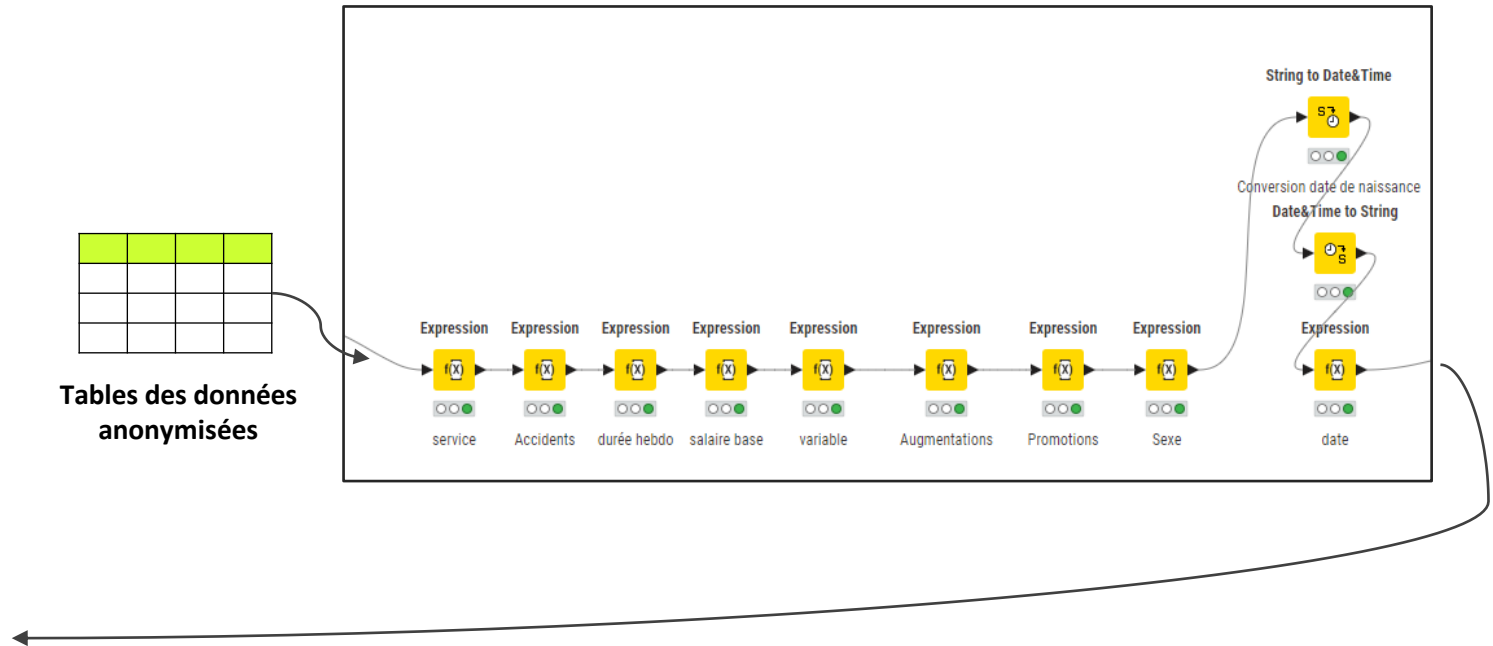 String to Date&Time
Conversion date de naissance
Date&Time to String
Tables des données
anonymisées
Expression Expression Expression Expression Expression Expression Expression Expression Expression
f(X) f(X) f(X) f(X) f(X) f(X) f(X) f(X) f(X)
service Accidents durée hebdo salaire base variable Augmentations Promotions Sexe date